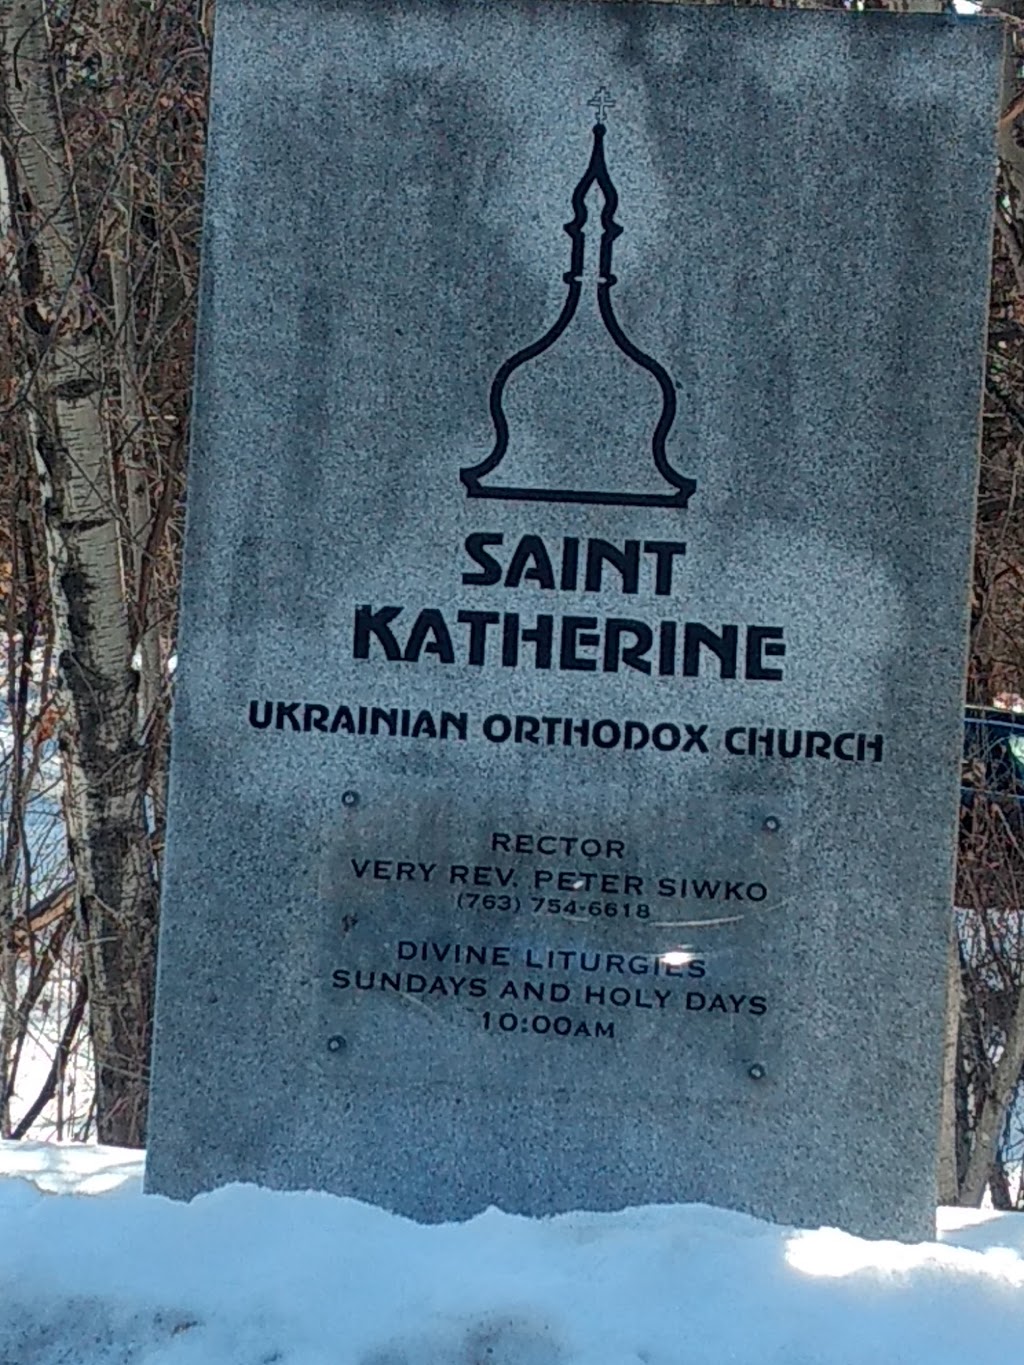 SAINT
KATHERINE
UKRAINIAN ORTHODOX CHURCH
RECTOR
VERY REV. PETER SIWKO
(763) 754-6618
DIVINE LITURGIES
SUNDAYS AND HOLY DAYS
10:00AM